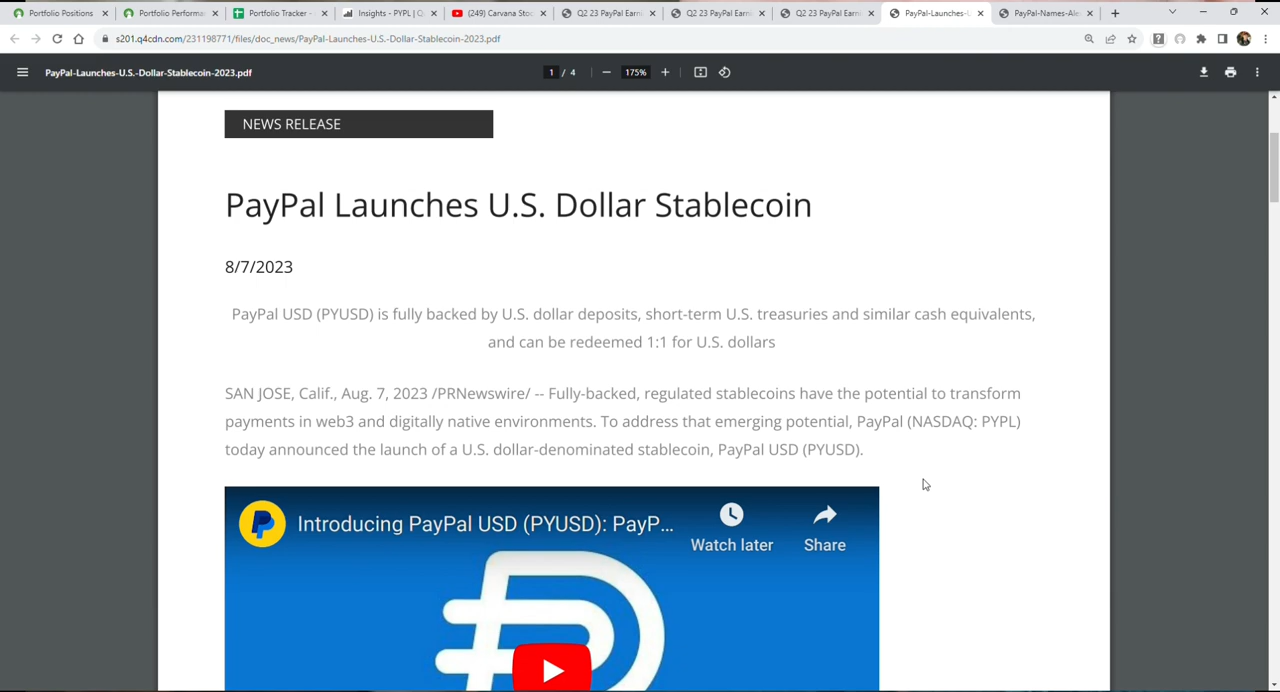 Portfolio Positions
Portfolio Performa
Portfolio Tracker -
Insights - PYPL | Q
(249) Carvana Stoc
Q2 23 PayPal Earni
Q2 23 PayPal Earni
Q2 23 PayPal Earni
PayPal-Launches-U
PayPal-Names-Ale
s201.q4cdn.com/231198771/files/doc_news/PayPal-Launches-U.S.-Dollar-Stablecoin-2023.pdf
PayPal-Launches-U.S.-Dollar-Stablecoin-2023.pdf
1 / 4
175%
NEWS RELEASE
PayPal Launches U.S. Dollar Stablecoin
8/7/2023
PayPal USD (PYUSD) is fully backed by U.S. dollar deposits, short-term U.S. treasuries and similar cash equivalents,
and can be redeemed 1:1 for U.S. dollars
SAN JOSE, Calif., Aug. 7, 2023 /PRNewswire/ -- Fully-backed, regulated stablecoins have the potential to transform
payments in web3 and digitally native environments. To address that emerging potential, PayPal (NASDAQ: PYPL)
today announced the launch of a U.S. dollar-denominated stablecoin, PayPal USD (PYUSD).
Introducing PayPal USD (PYUSD): PayP...
Watch later
Share